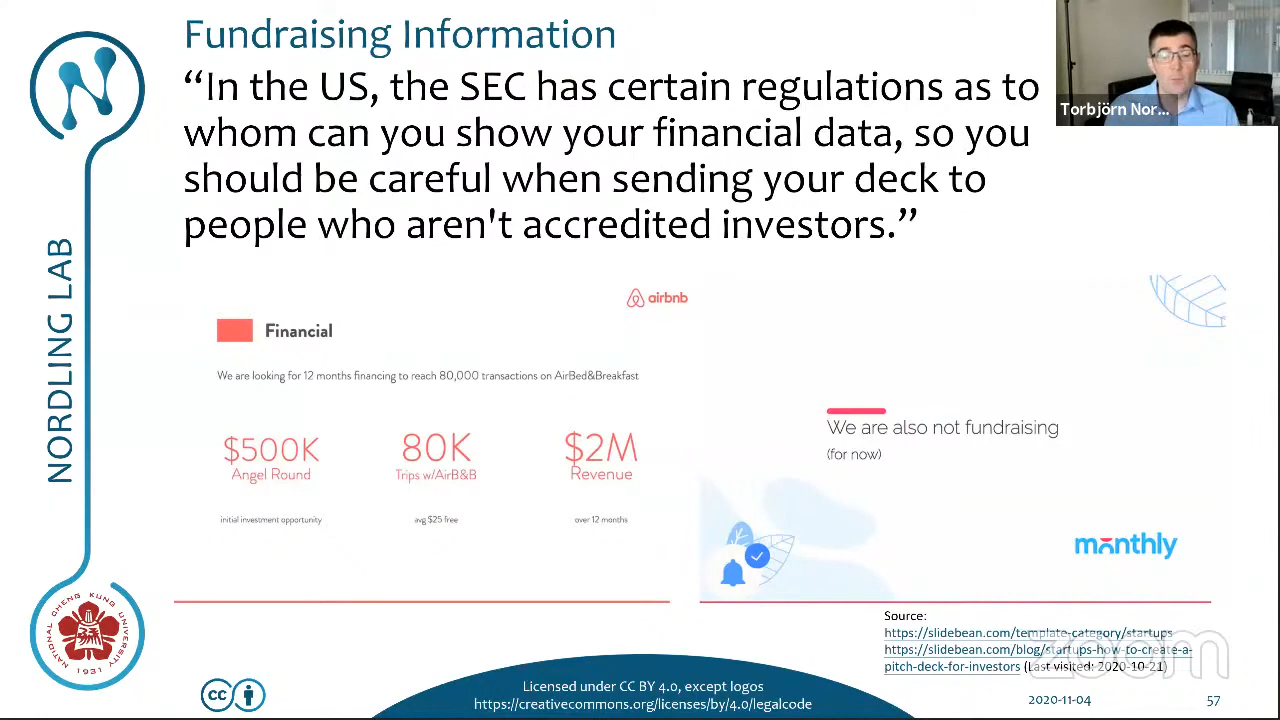 Fundraising Information
“In the US, the SEC has certain regulations as to
whom can you show your financial data, so you
should be careful when sending your deck to
people who aren't accredited investors.”
Torbjörn Nor...
NORDLING LAB
airbnb
Financial
We are looking for 12 months financing to reach 80,000 transactions on AirBed&Breakfast
$500K
Angel Round
initial investment opportunity
80K
Trips w/AirB&B
avg $25 free
$2M
Revenue
over 12 months
We are also not fundraising
(for now)
monthly
Source:
https://slidebean.com/template-category/startups
https://slidebean.com/blog/startups-how-to-create-a-
pitch-deck-for-investors (Last visited: 2020-10-21)
zoom
NATIONAL CHENG KUNG UNIVERSITY
1931
cc
Licensed under CC BY 4.0, except logos
https://creativecommons.org/licenses/by/4.0/legalcode
2020-11-04
57